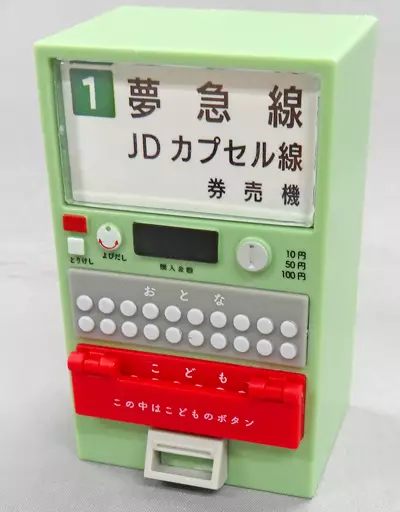 1
夢急線
JDカプセル線
券売機
とりけし
よびだし
投入金額
10円
50円
100円
おとな
こども
この中はこどものボタン